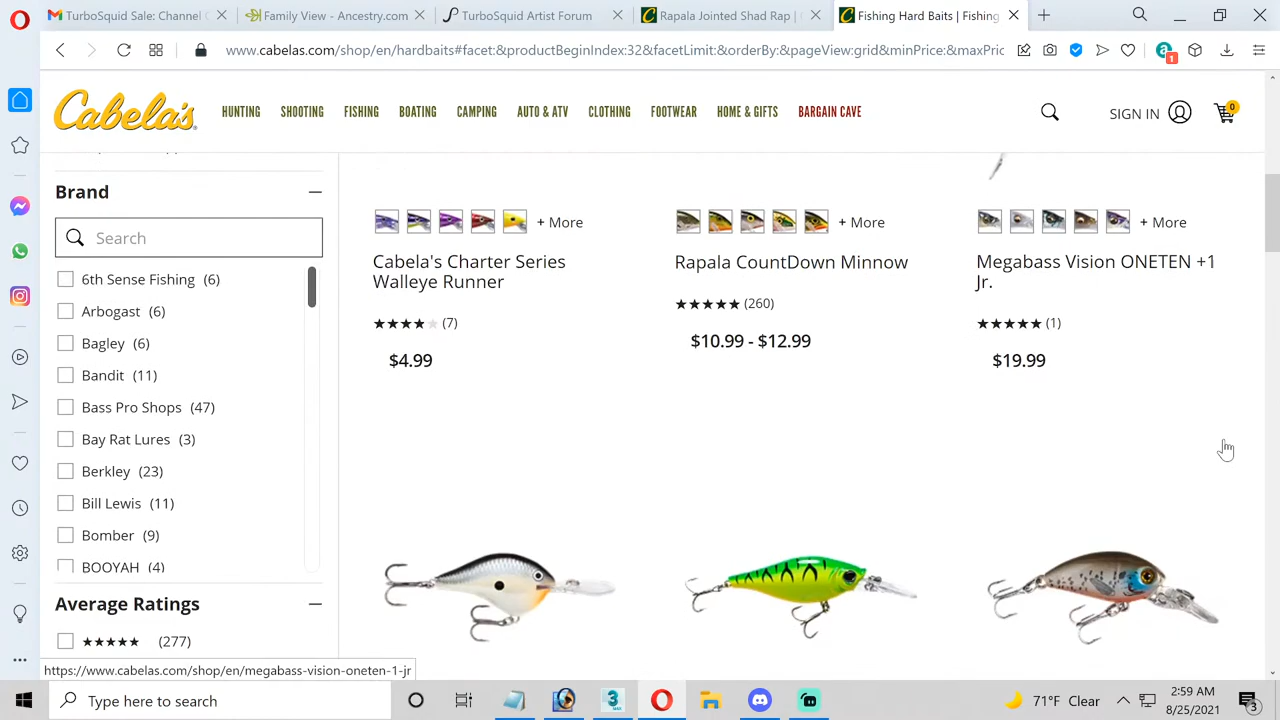 TurboSquid Sale: Channel
Family View - Ancestry.com
TurboSquid Artist Forum
Rapala Jointed Shad Rap
Fishing Hard Baits | Fishing
www.cabelas.com/shop/en/hardbaits#facet:&productBeginIndex:32&facetLimit:&orderBy:&pageView:grid&minPrice:&maxPric
1
Cabela's
HUNTING SHOOTING FISHING BOATING CAMPING AUTO & ATV CLOTHING FOOTWEAR HOME & GIFTS BARGAIN CAVE
SIGN IN
0
Brand
Search
6th Sense Fishing (6)
Arbogast (6)
Bagley (6)
Bandit (11)
Bass Pro Shops (47)
Bay Rat Lures (3)
Berkley (23)
Bill Lewis (11)
Bomber (9)
BOOYAH (4)
Average Ratings
★★★★★ (277)
+ More
Cabela's Charter Series
Walleye Runner
(7)
$4.99
+ More
Rapala CountDown Minnow
(260)
$10.99 - $12.99
+ More
Megabass Vision ONETEN +1
Jr.
(1)
$19.99
https://www.cabelas.com/shop/en/megabass-vision-oneten-1-jr
Type here to search
3
71°F Clear
2:59 AM
8/25/2021
3